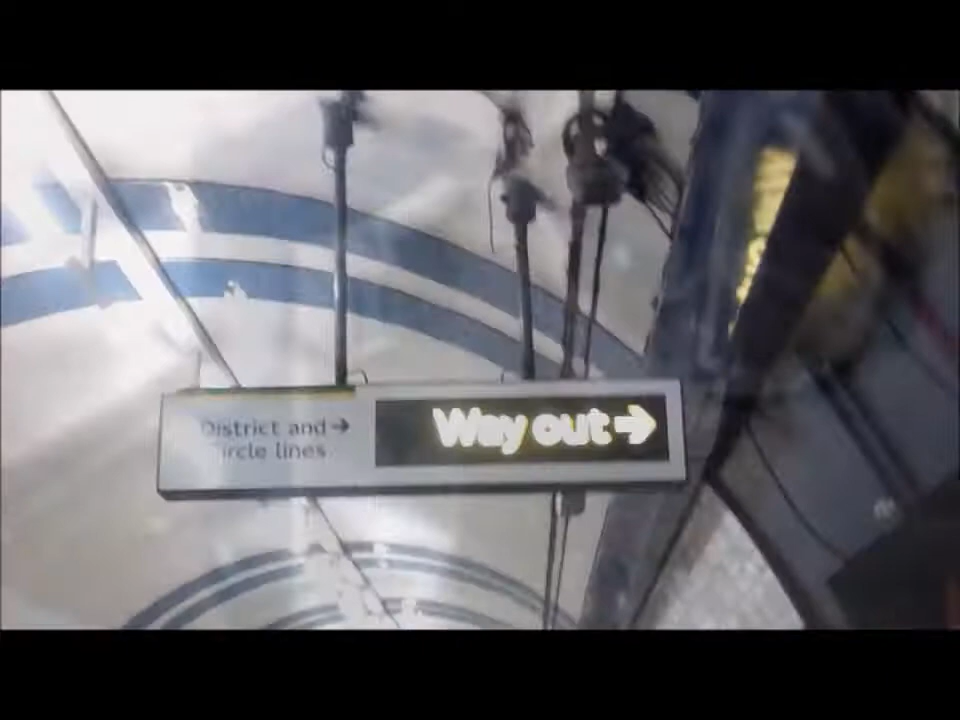 District and →
Circle lines
Way out →